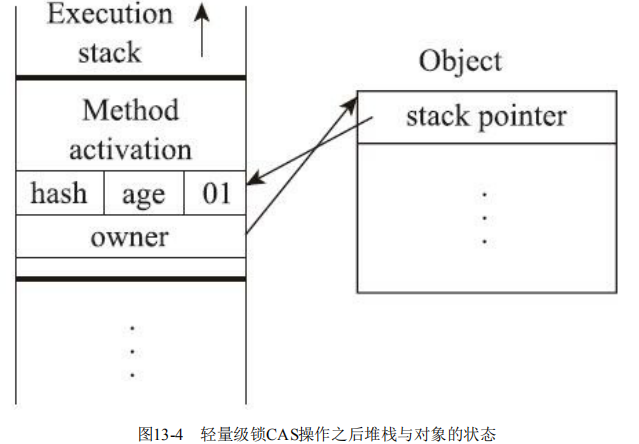 Execution
stack
Object
Method
activation
stack pointer
hash age 01
owner
图13-4 轻量级锁CAS操作之后堆栈与对象的状态